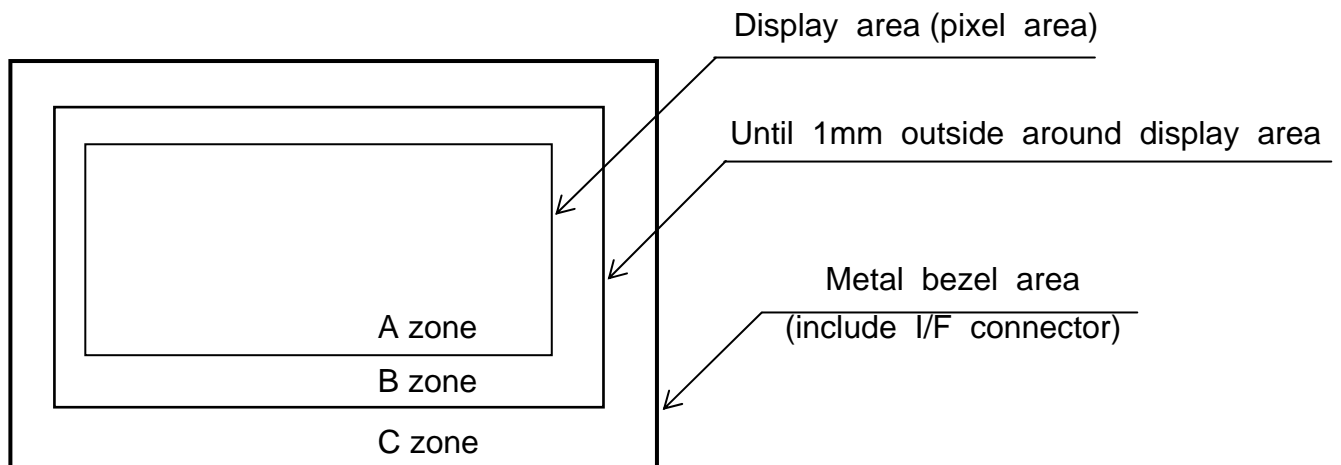 Display area (pixel area)
Until 1mm outside around display area
Metal bezel area
(include I/F connector)
A zone
B zone
C zone